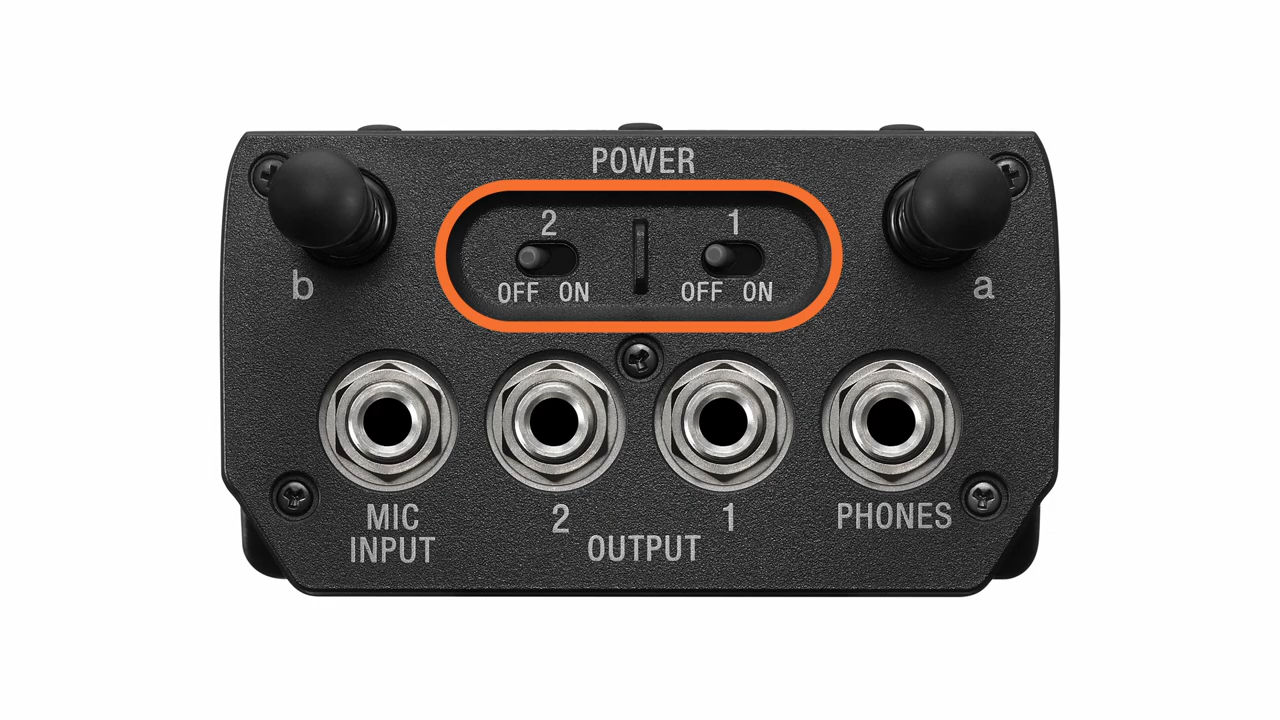 POWER
2 1
OFF ON OFF ON
b a
MIC INPUT
2 1
OUTPUT
PHONES